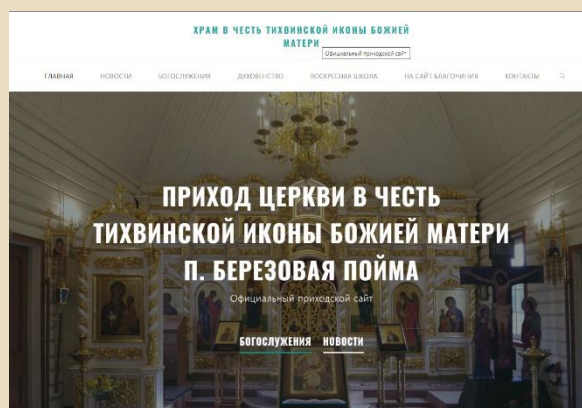 ХРАМ В ЧЕСТЬ ТИХВИНСКОЙ ИКОНЫ БОЖИЕЙ
МАТЕРИ
Официальный приходской сайт
ГЛАВНАЯ НОВОСТИ БОГОСЛУЖЕНИЯ ДУХОВЕНСТВО ВОСКРЕСНАЯ ШКОЛА НА САЙТ БЛАГОЧИНИЯ КОНТАКТЫ
ПРИХОД ЦЕРКВИ В ЧЕСТЬ
ТИХВИНСКОЙ ИКОНЫ БОЖИЕЙ МАТЕРИ
П. БЕРЕЗОВАЯ ПОЙМА
Официальный приходской сайт
БОГОСЛУЖЕНИЯ НОВОСТИ